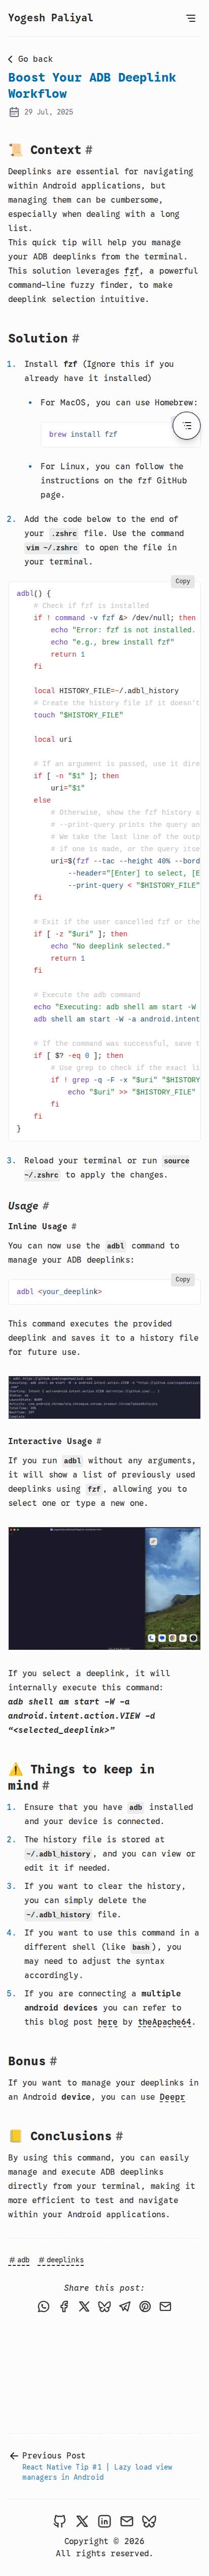 Yogesh Paliyal
Go back
Boost Your ADB Deeplink
Workflow
29 Jul, 2025
📜 Context #
Deeplinks are essential for navigating
within Android applications, but
managing them can be cumbersome,
especially when dealing with a long
list.
This quick tip will help you manage
your ADB deeplinks from the terminal.
This solution leverages fzf, a powerful
command-line fuzzy finder, to make
deeplink selection intuitive.
Solution #
1. Install fzf (Ignore this if you
already have it installed)
• For MacOS, you can use Homebrew:
brew install fzf
• For Linux, you can follow the
instructions on the fzf GitHub
page.
2. Add the code below to the end of
your .zshrc file. Use the command
vim ~/.zshrc to open the file in
your terminal.
Copy
adbl() {
# Check if fzf is installed
if ! command -v fzf &> /dev/null; then
echo "Error: fzf is not installed.
echo "e.g., brew install fzf"
return 1
fi
local HISTORY_FILE=~/.adbl_history
# Create the history file if it doesn't
touch "$HISTORY_FILE"
local uri
# If an argument is passed, use it dire
if [ -n "$1" ]; then
uri="$1"
else
# Otherwise, show the fzf history s
# --print-query prints the query an
# We take the last line of the outp
# if one is made, or the query itse
uri=$(fzf --tac --height 40% --bord
--header="[Enter] to select, [E
--print-query < "$HISTORY_FILE"
fi
# Exit if the user cancelled fzf or the
if [ -z "$uri" ]; then
echo "No deeplink selected."
return 1
fi
# Execute the adb command
echo "Executing: adb shell am start -W
adb shell am start -W -a android.intent
# If the command was successful, save t
if [ $? -eq 0 ]; then
# Use grep to check if the exact li
if ! grep -q -F -x "$uri" "$HISTORY
echo "$uri" >> "$HISTORY_FILE"
fi
fi
}
3. Reload your terminal or run source
~/.zshrc to apply the changes.
Usage #
Inline Usage #
You can now use the adbl command to
manage your ADB deeplinks:
Copy
adbl <your_deeplink>
This command executes the provided
deeplink and saves it to a history file
for future use.
Interactive Usage #
If you run adbl without any arguments,
it will show a list of previously used
deeplinks using fzf, allowing you to
select one or type a new one.
If you select a deeplink, it will
internally execute this command:
adb shell am start -W -a
android.intent.action.VIEW -d
“<selected_deeplink>”
⚠️ Things to keep in
mind #
1. Ensure that you have adb installed
and your device is connected.
2. The history file is stored at
~/.adbl_history, and you can view or
edit it if needed.
3. If you want to clear the history,
you can simply delete the
~/.adbl_history file.
4. If you want to use this command in a
different shell (like bash), you
may need to adjust the syntax
accordingly.
5. If you are connecting a multiple
android devices you can refer to
this blog post here by theApache64.
Bonus #
If you want to manage your deeplinks in
an Android device, you can use Deepr
📒 Conclusions #
By using this command, you can easily
manage and execute ADB deeplinks
directly from your terminal, making it
more efficient to test and navigate
within your Android applications.
# adb # deeplinks
Share this post:
Previous Post
React Native Tip #1 | Lazy load view
managers in Android
Copyright © 2026
All rights reserved.